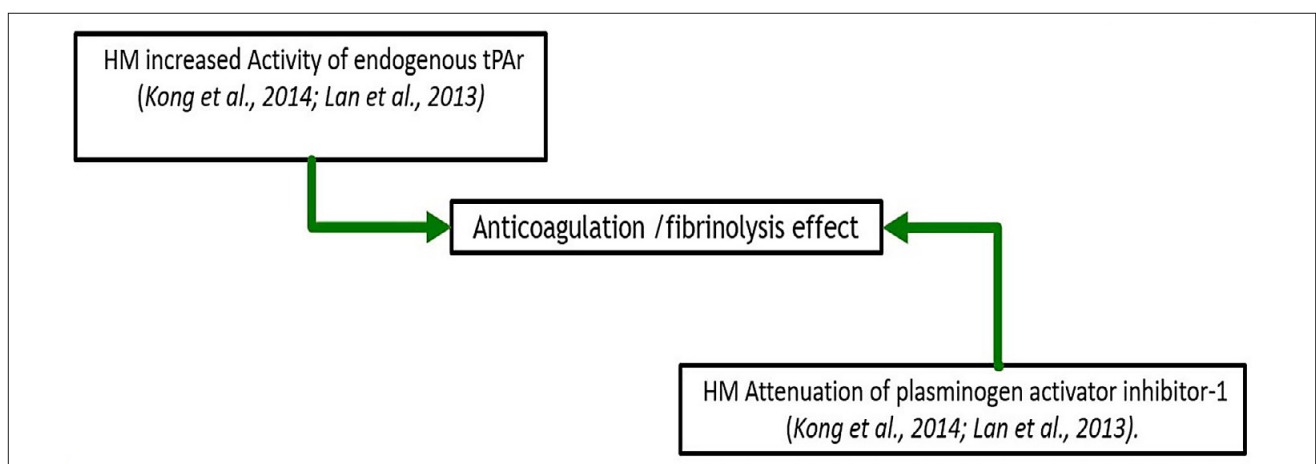 HM increased Activity of endogenous tPAr
(Kong et al., 2014; Lan et al., 2013)
Anticoagulation /fibrinolysis effect
HM Attenuation of plasminogen activator inhibitor-1
(Kong et al., 2014; Lan et al., 2013).